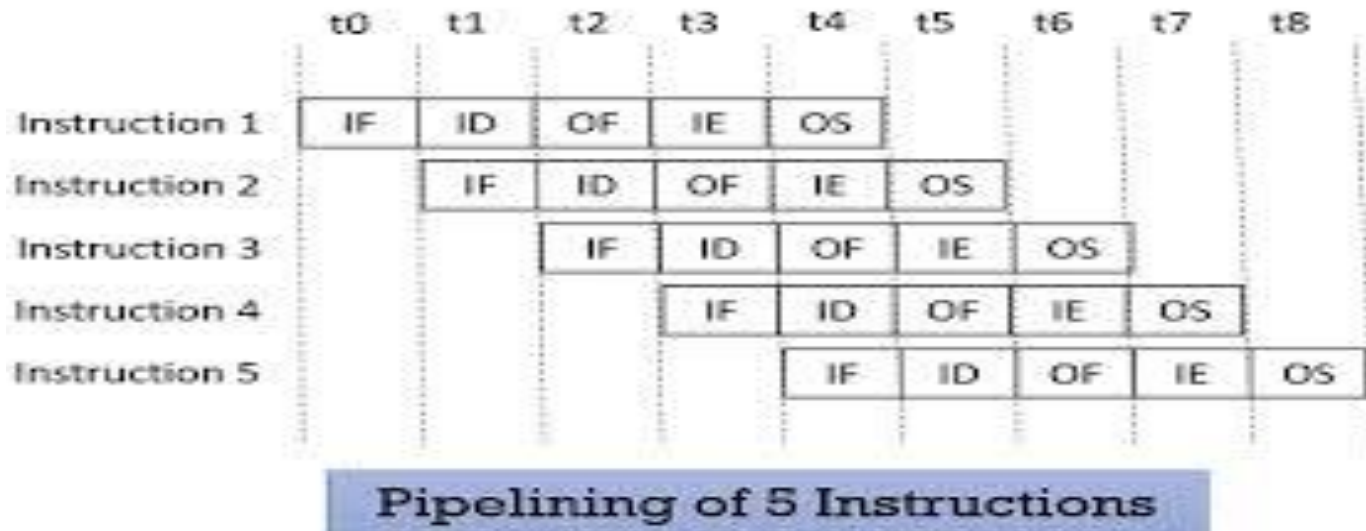 t0 t1 t2 t3 t4 t5 t6 t7 t8
Instruction 1 IF ID OF IE OS
Instruction 2 IF ID OF IE OS
Instruction 3 IF ID OF IE OS
Instruction 4 IF ID OF IE OS
Instruction 5 IF ID OF IE OS
Pipelining of 5 Instructions